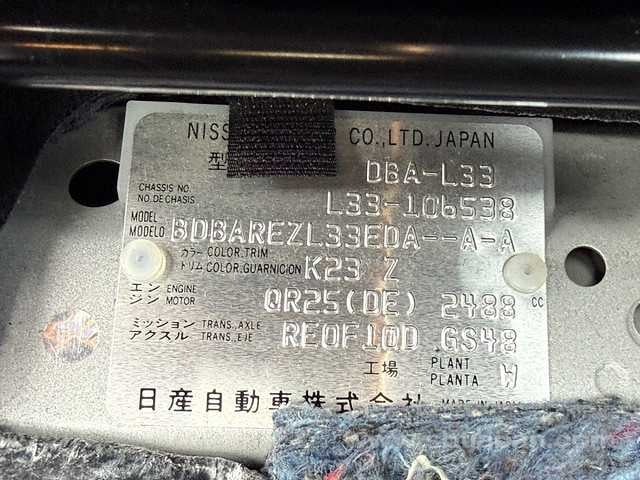 NISS CO.,LTD.JAPAN
型 DBA-L33
CHASSIS NO.
NO.DE CHASIS L33-106538
MODEL
MODELO BDBAREZL33EDA--A-A
カラー COLOR,TRIM
トリム COLOR,GUARNICION K23 Z
エン ENGINE
ジン MOTOR QR25(DE) 2488 CC
ミッション TRANS.,AXLE
アクスル TRANS.,EJE RE0F10D GS48
工場 PLANT
PLANTA W
日産自動車株式会社 MADE IN JAPAN